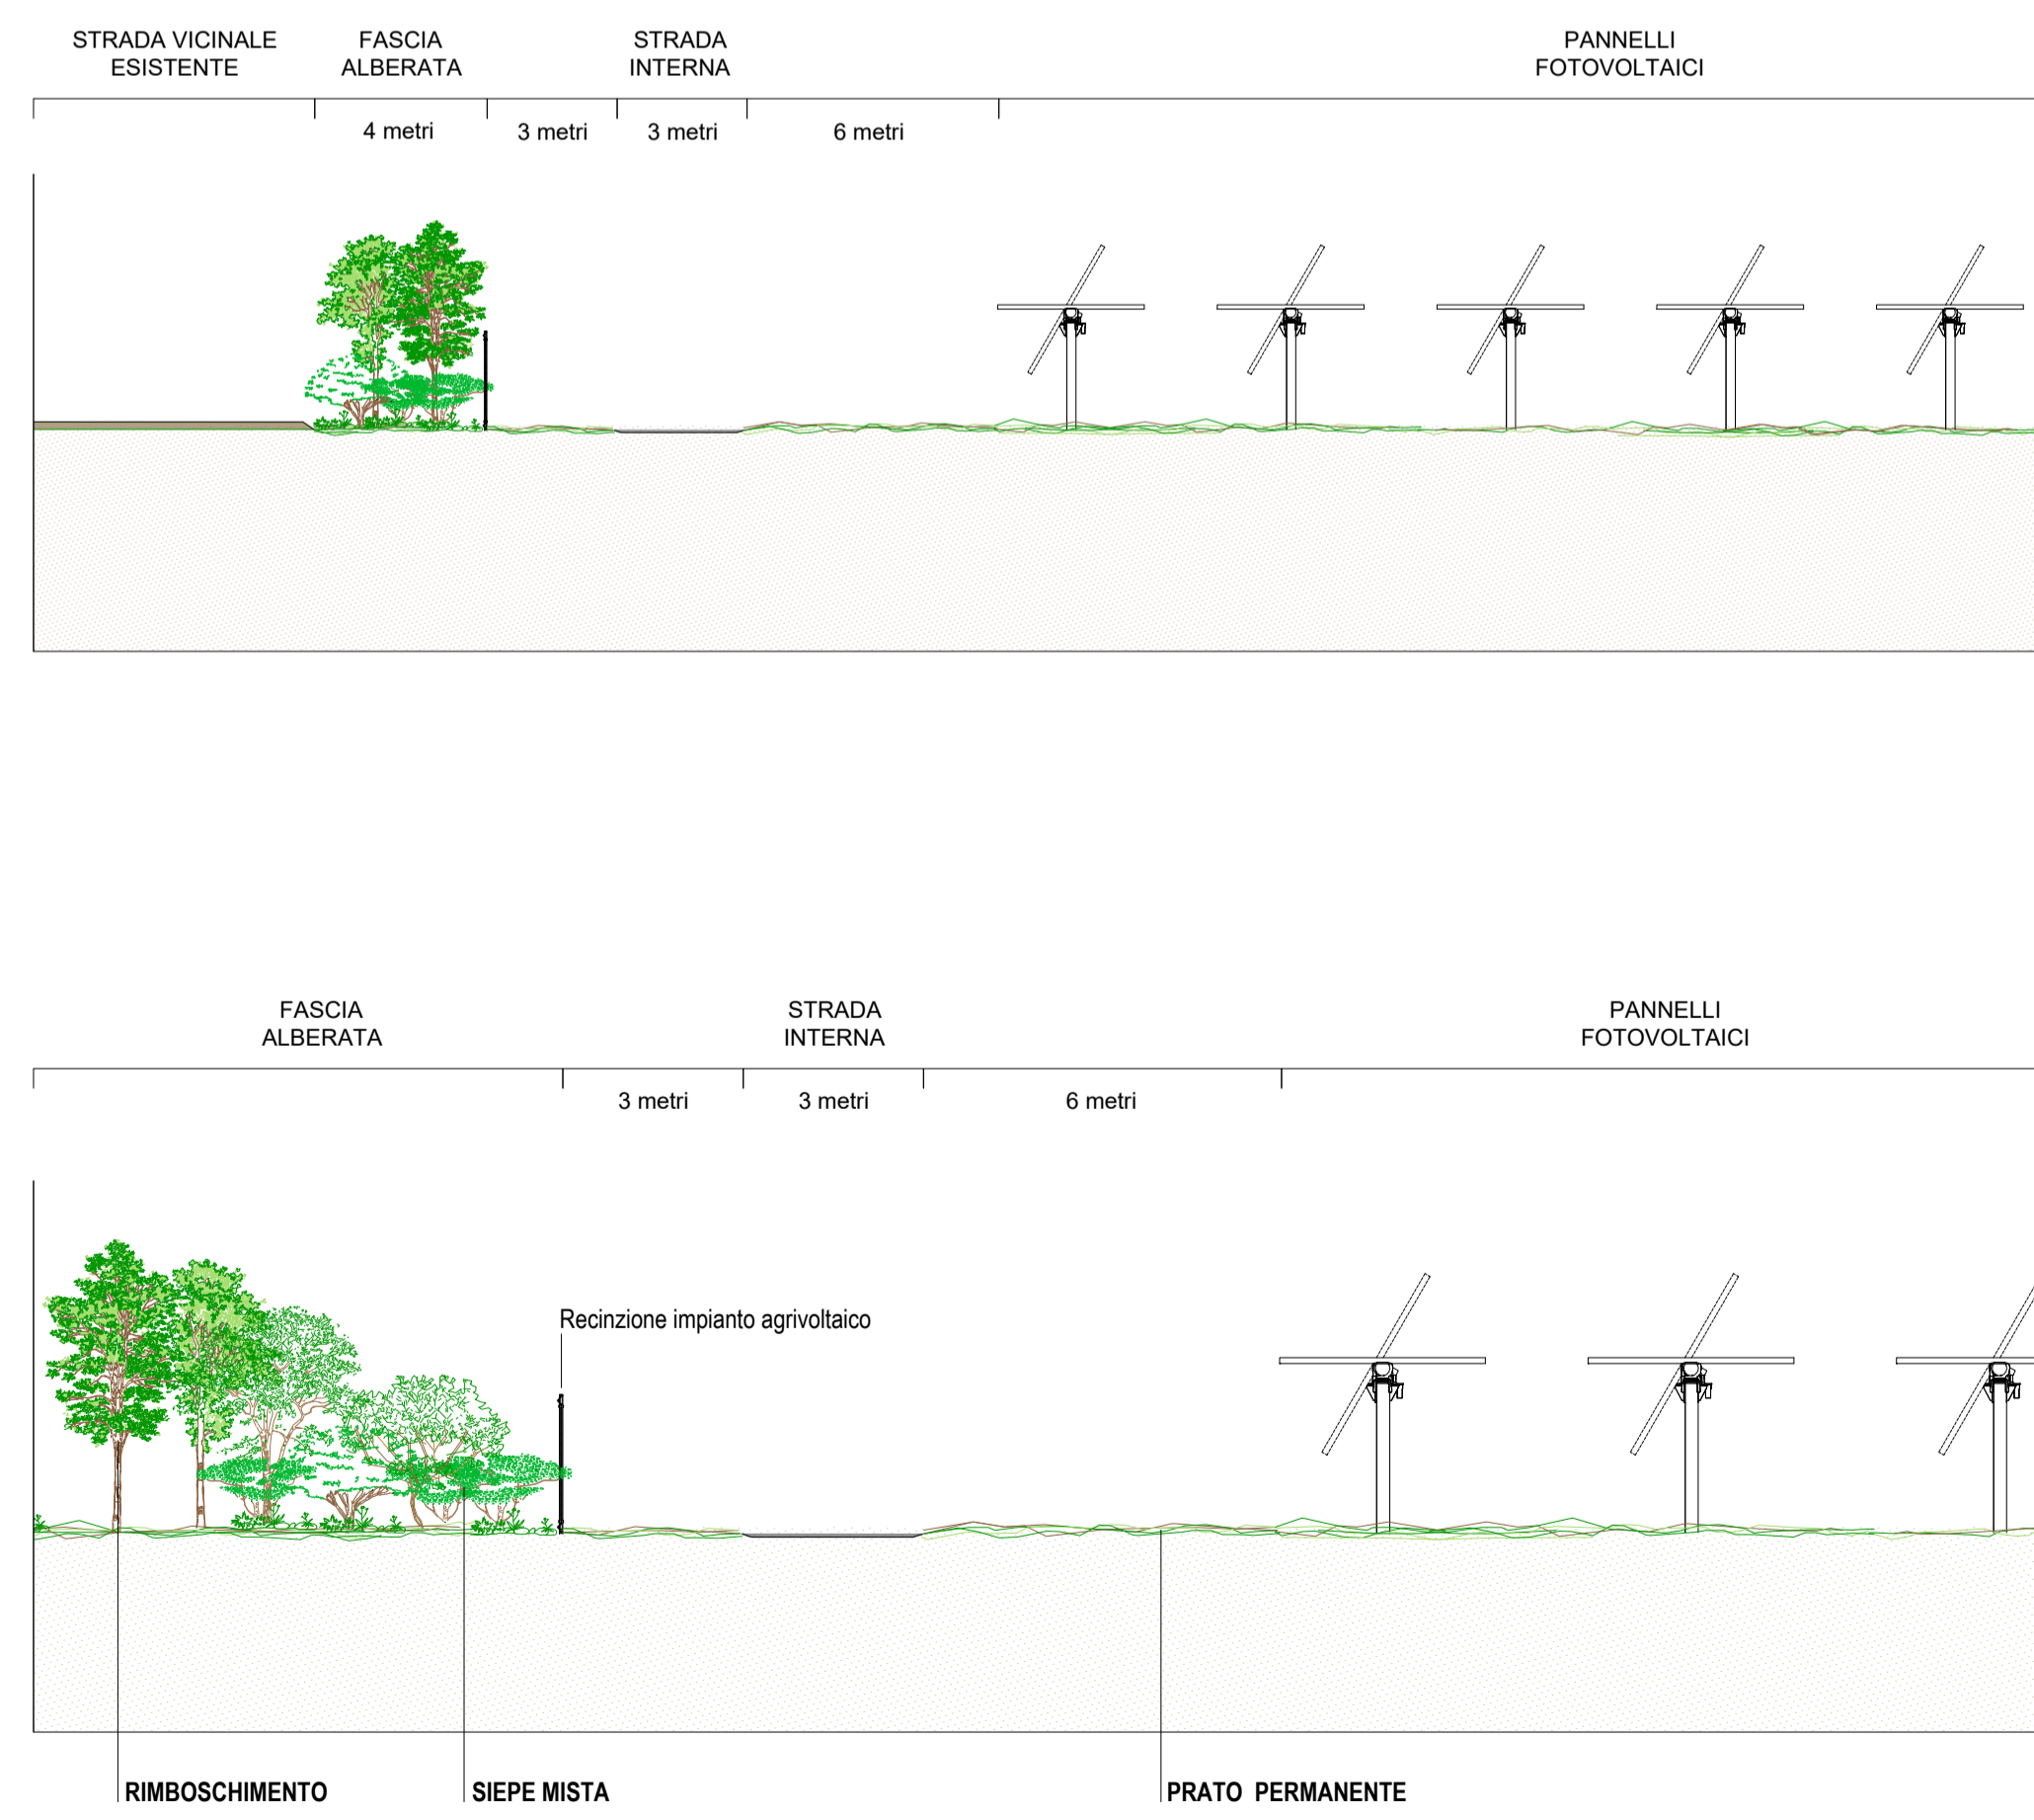 STRADA VICINALE
ESISTENTE
FASCIA
ALBERATA
STRADA
INTERNA
PANNELLI
FOTOVOLTAICI
4 metri
3 metri
3 metri
6 metri
FASCIA
ALBERATA
STRADA
INTERNA
PANNELLI
FOTOVOLTAICI
3 metri
3 metri
6 metri
Recinzione impianto agrivoltaico
RIMBOSCHIMENTO
SIEPE MISTA
PRATO PERMANENTE